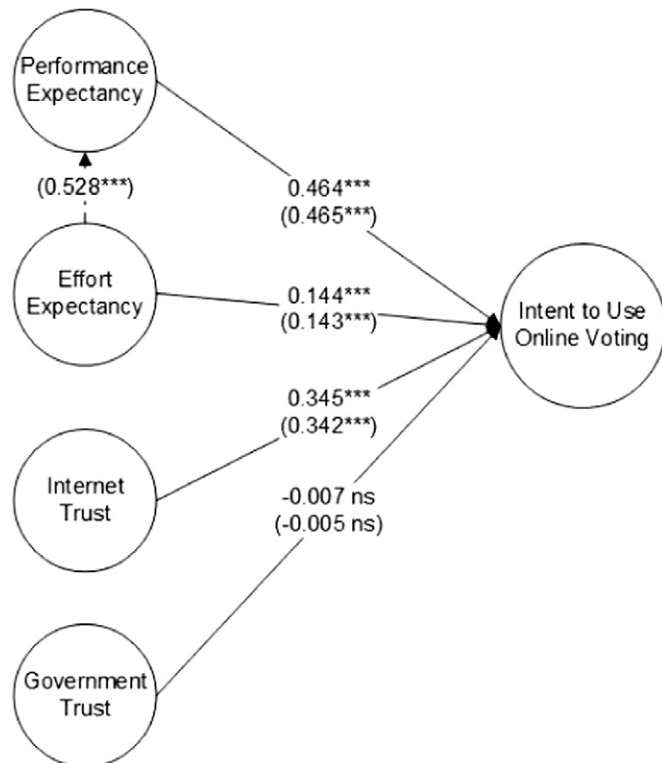 Performance
Expectancy
(0.528***)
0.464***
(0.465***)
Effort
Expectancy
0.144***
(0.143***)
Intent to Use
Online Voting
0.345***
(0.342***)
Internet
Trust
-0.007 ns
(-0.005 ns)
Government
Trust